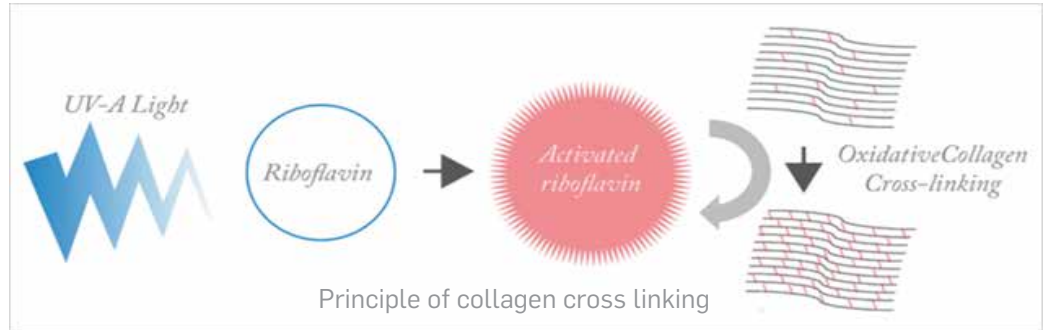 UV-A Light
Riboflavin
Activated
riboflavin
OxidativeCollagen
Cross-linking
Principle of collagen cross linking